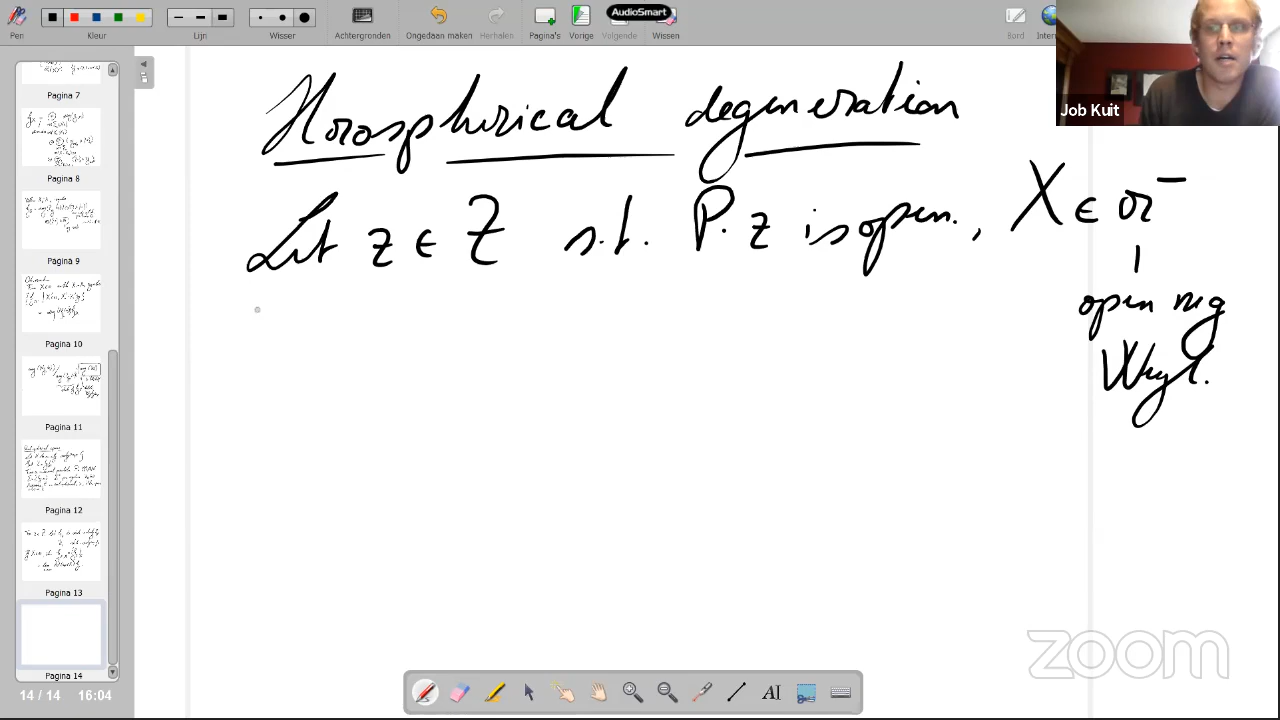 AudioSmart
Pen Kleur Lijn Wisser Achtergronden Ongedaan maken Herhalen Pagina's Vorige Volgende Wissen Bord
Job Kuit
Horospherical degeneration
Let z ∈ Z s.t. P.z is open. , X ∈ 𝔞⁻
open neg
Weyl.
Pagina 7
Pagina 8
Pagina 9
Pagina 10
Pagina 11
Pagina 12
Pagina 13
Pagina 14
14 / 14 16:04
AI
zoom